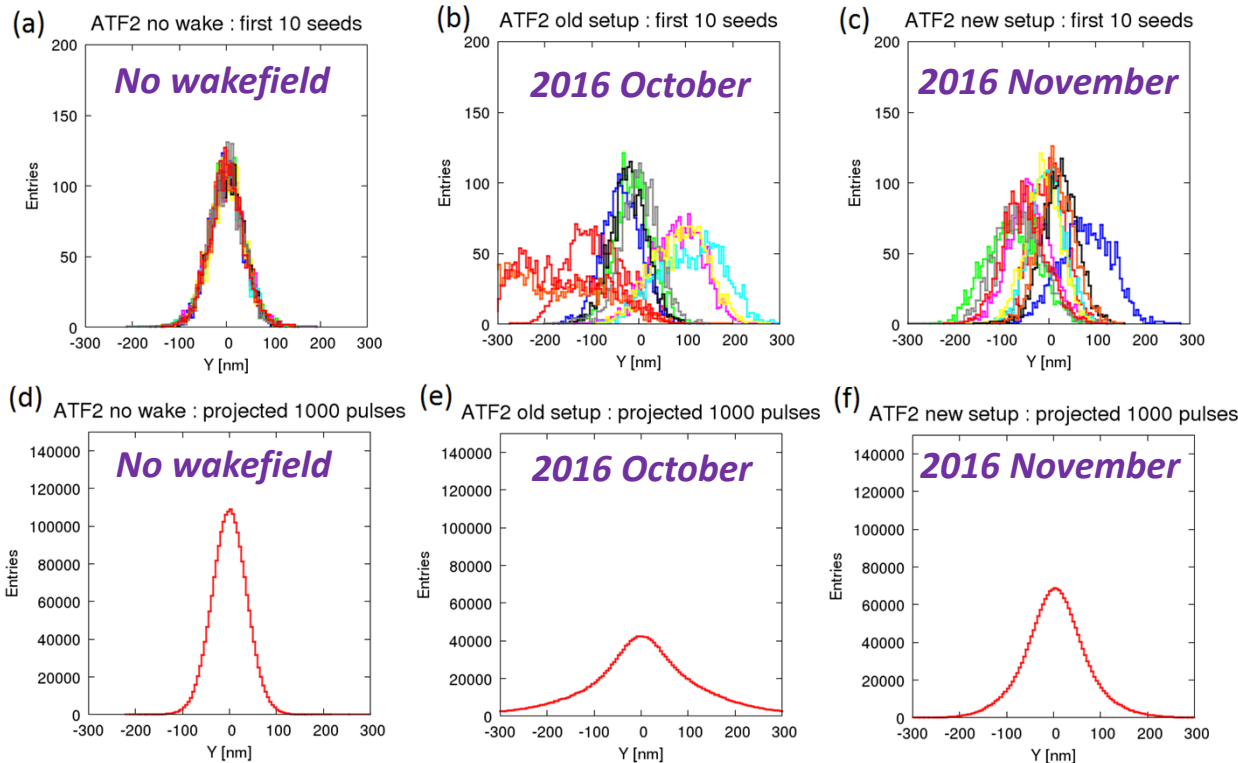 (a)
ATF2 no wake : first 10 seeds
No wakefield
200
150
100
50
0
Entries
-300 -200 -100 0 100 200 300
Y [nm]
(b)
ATF2 old setup : first 10 seeds
2016 October
200
150
100
50
0
Entries
-300 -200 -100 0 100 200 300
Y [nm]
(c)
ATF2 new setup : first 10 seeds
2016 November
200
150
100
50
0
Entries
-300 -200 -100 0 100 200 300
Y [nm]
(d)
ATF2 no wake : projected 1000 pulses
No wakefield
140000
120000
100000
80000
60000
40000
20000
0
Entries
-300 -200 -100 0 100 200 300
Y [nm]
(e)
ATF2 old setup : projected 1000 pulses
2016 October
140000
120000
100000
80000
60000
40000
20000
0
Entries
-300 -200 -100 0 100 200 300
Y [nm]
(f)
ATF2 new setup : projected 1000 pulses
2016 November
140000
120000
100000
80000
60000
40000
20000
0
Entries
-300 -200 -100 0 100 200 300
Y [nm]